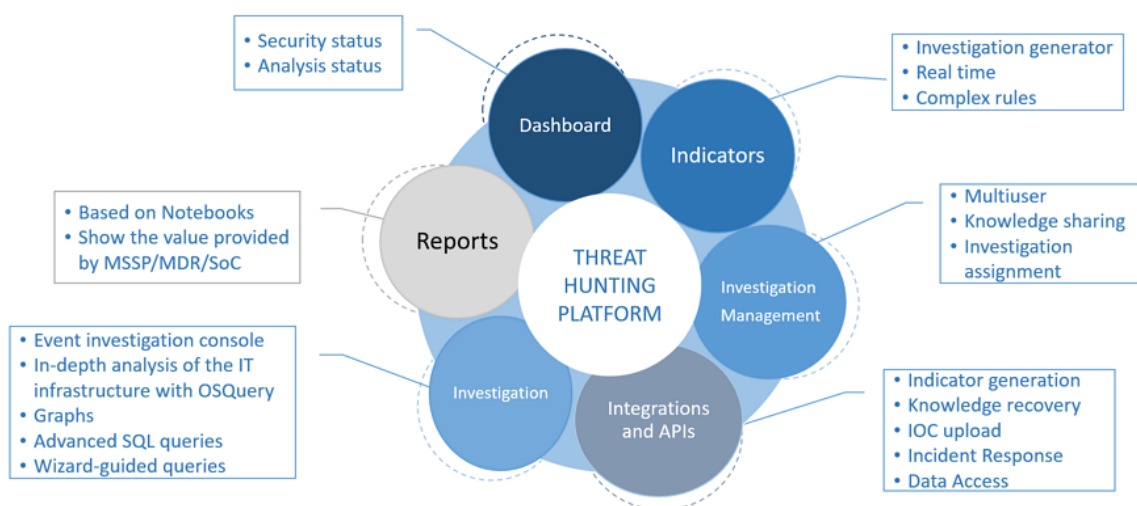 • Security status
• Analysis status
Dashboard
• Investigation generator
• Real time
• Complex rules
Indicators
• Multiuser
• Knowledge sharing
• Investigation
assignment
Investigation
Management
• Based on Notebooks
• Show the value provided
by MSSP/MDR/SoC
Reports
THREAT
HUNTING
PLATFORM
• Event investigation console
• In-depth analysis of the IT
infrastructure with OSQuery
• Graphs
• Advanced SQL queries
• Wizard-guided queries
Investigation
Integrations
and APIs
• Indicator generation
• Knowledge recovery
• IOC upload
• Incident Response
• Data Access